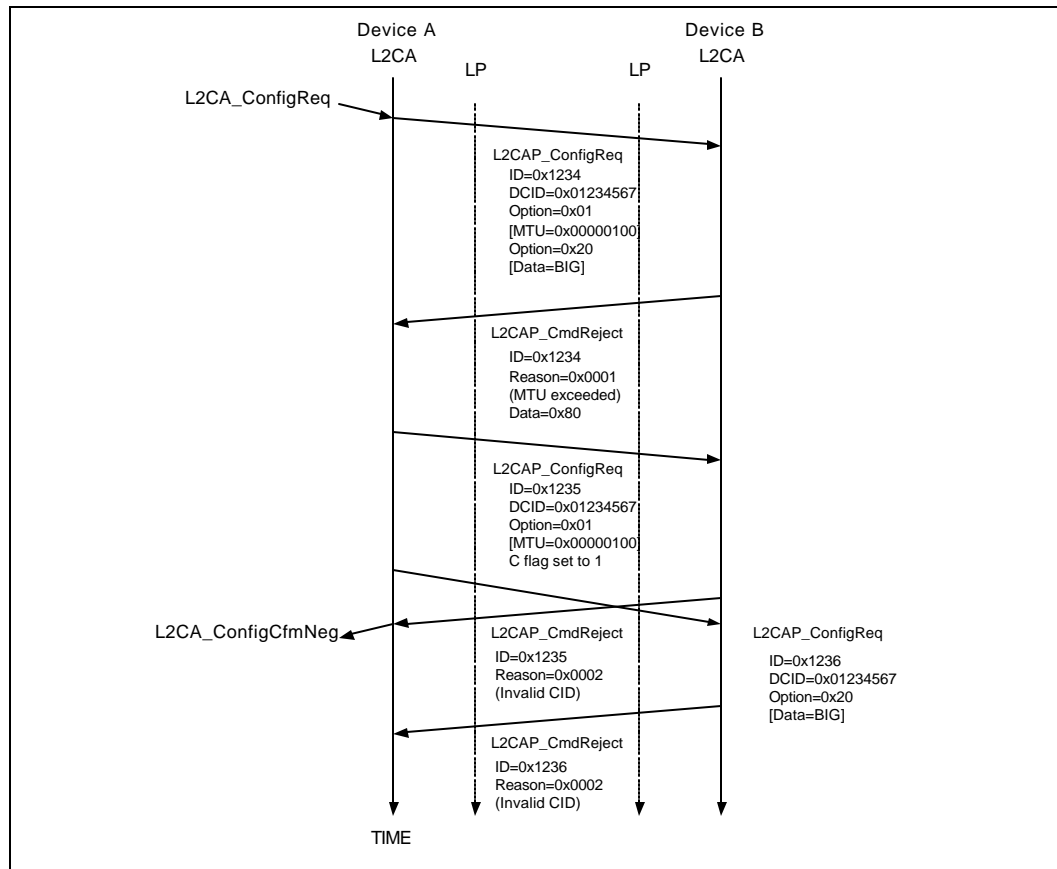 Device A
L2CA
LP
LP
Device B
L2CA
L2CA_ConfigReq
L2CAP_ConfigReq
ID=0x1234
DCID=0x01234567
Option=0x01
[MTU=0x00000100]
Option=0x20
[Data=BIG]
L2CAP_CmdReject
ID=0x1234
Reason=0x0001
(MTU exceeded)
Data=0x80
L2CAP_ConfigReq
ID=0x1235
DCID=0x01234567
Option=0x01
[MTU=0x00000100]
C flag set to 1
L2CA_ConfigCfmNeg
L2CAP_CmdReject
ID=0x1235
Reason=0x0002
(Invalid CID)
L2CAP_ConfigReq
ID=0x1236
DCID=0x01234567
Option=0x20
[Data=BIG]
L2CAP_CmdReject
ID=0x1236
Reason=0x0002
(Invalid CID)
TIME